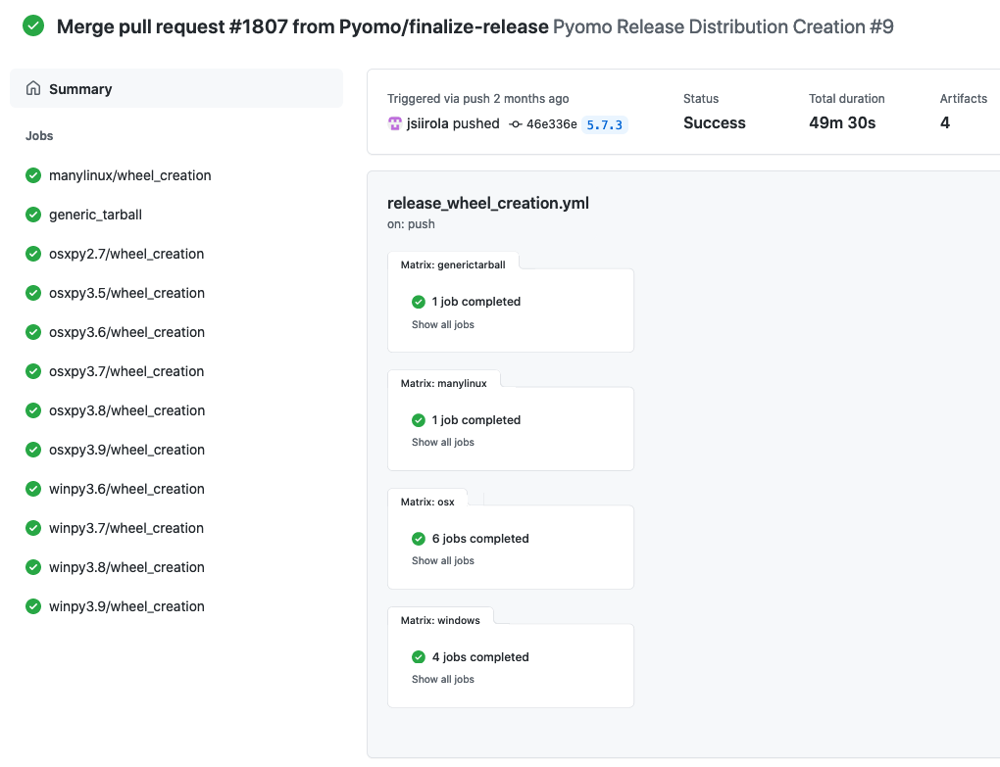 Merge pull request #1807 from Pyomo/finalize-release Pyomo Release Distribution Creation #9
Summary
Jobs
manylinux/wheel_creation
generic_tarball
osxpy2.7/wheel_creation
osxpy3.5/wheel_creation
osxpy3.6/wheel_creation
osxpy3.7/wheel_creation
osxpy3.8/wheel_creation
osxpy3.9/wheel_creation
winpy3.6/wheel_creation
winpy3.7/wheel_creation
winpy3.8/wheel_creation
winpy3.9/wheel_creation
Triggered via push 2 months ago
jsiirola pushed 46e336e 5.7.3
Status
Success
Total duration
49m 30s
Artifacts
4
release_wheel_creation.yml
on: push
Matrix: generictarball
1 job completed
Show all jobs
Matrix: manylinux
1 job completed
Show all jobs
Matrix: osx
6 jobs completed
Show all jobs
Matrix: windows
4 jobs completed
Show all jobs